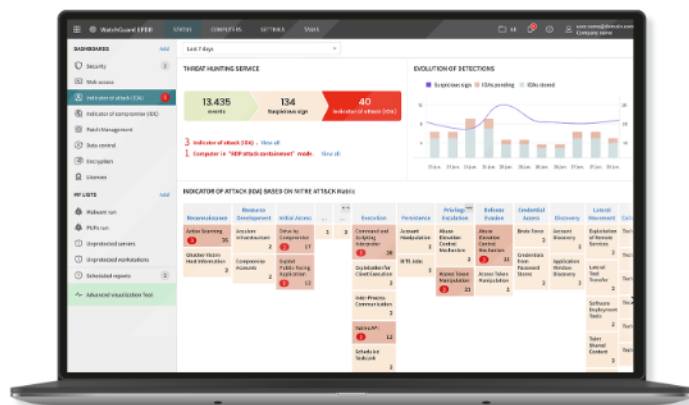 WatchGuard EPDR
STATUS COMPUTERS SETTINGS TASKS
All
Company name
DASHBOARDS Add
Security
Web access
Indicator of attack (IOA)
Indicator of compromise (IOC)
Patch Management
Data control
Encryption
Licenses
MY LISTS Add
Malware run
PUPs run
Unprotected servers
Unprotected workstations
Scheduled reports
Advanced visualization Tool
Last 7 days
THREAT HUNTING SERVICE
13.435
events
134
Suspicious sign
40
Indicator of attack (IOA)
3 Indicator of attack (IOA). View all
1 Computer in "RDP attack containment" mode. View all
EVOLUTION OF DETECTIONS
Suspicious sign IOAs pending
INDICATOR OF ATTACK (IOA) BASED ON MITRE ATT&CK Matrix
Reconnaissance
Resource Development
Initial Access
Execution
Persistence
Privilege Escalation
Defense Evasion
Credential Access
Discovery
Lateral Movement
Active Scanning
Gather Victim Host Information
Acquire Infrastructure
Compromise Accounts
Drive by Compromise
17
Exploit Public Facing Application
Command and Scripting Interpreter
Exploitation for Client Execution
Inter-Process Communication
Native API
12
Scheduled Task/Job
Account Manipulation
BITS Jobs
Abuse Elevation Control Mechanism
Access Token Manipulation
Abuse Elevation Control Mechanism
Access Token Manipulation
Brute Force
Credentials from Password Stores
Account Discovery
Application Window Discovery
Exploitation of Remote Services
Lateral Tool Transfer
Software Deployment Tools
Taint Shared Content